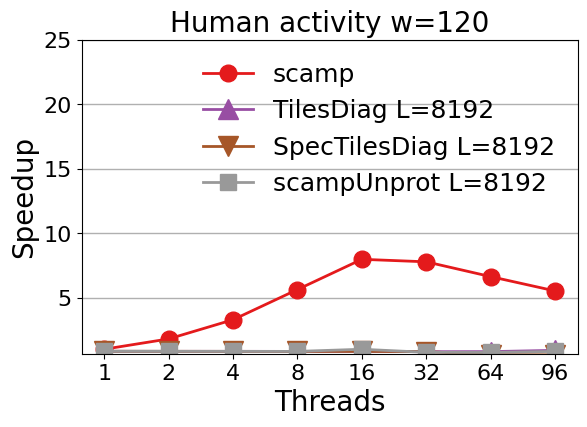 Human activity w=120
25
20
15
10
5
Speedup
scamp
TilesDiag L=8192
SpecTilesDiag L=8192
scampUnprot L=8192
1 2 4 8 16 32 64 96
Threads